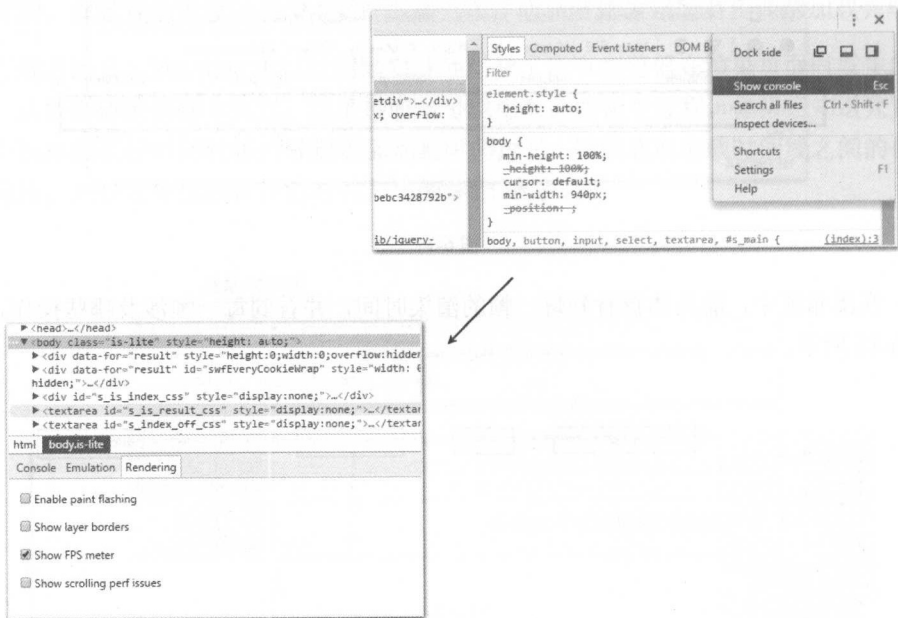 Styles Computed Event Listeners DOM B
Filter
element.style {
height: auto;
}
body {
min-height: 100%;
_height: 100%;
cursor: default;
min-width: 940px;
_position: ;
}
body, button, input, select, textarea, #s_main {
(index):3
etdiv">…</div>
x; overflow:
bebc3428792b">
ib/jquery-
Dock side
Show console Esc
Search all files Ctrl + Shift + F
Inspect devices...
Shortcuts
Settings F1
Help
<head>…</head>
<body class="is-lite" style="height: auto;">
<div data-for="result" style="height:0;width:0;overflow:hidden
<div data-for="result" id="swfEveryCookieWrap" style="width: 0
hidden;">…</div>
<div id="s_is_index_css" style="display:none;">…</div>
<textarea id="s_is_result_css" style="display:none;">…</textar
<textarea id="s_index_off_css" style="display:none;">…</textar
html body.is-lite
Console Emulation Rendering
Enable paint flashing
Show layer borders
Show FPS meter
Show scrolling perf issues